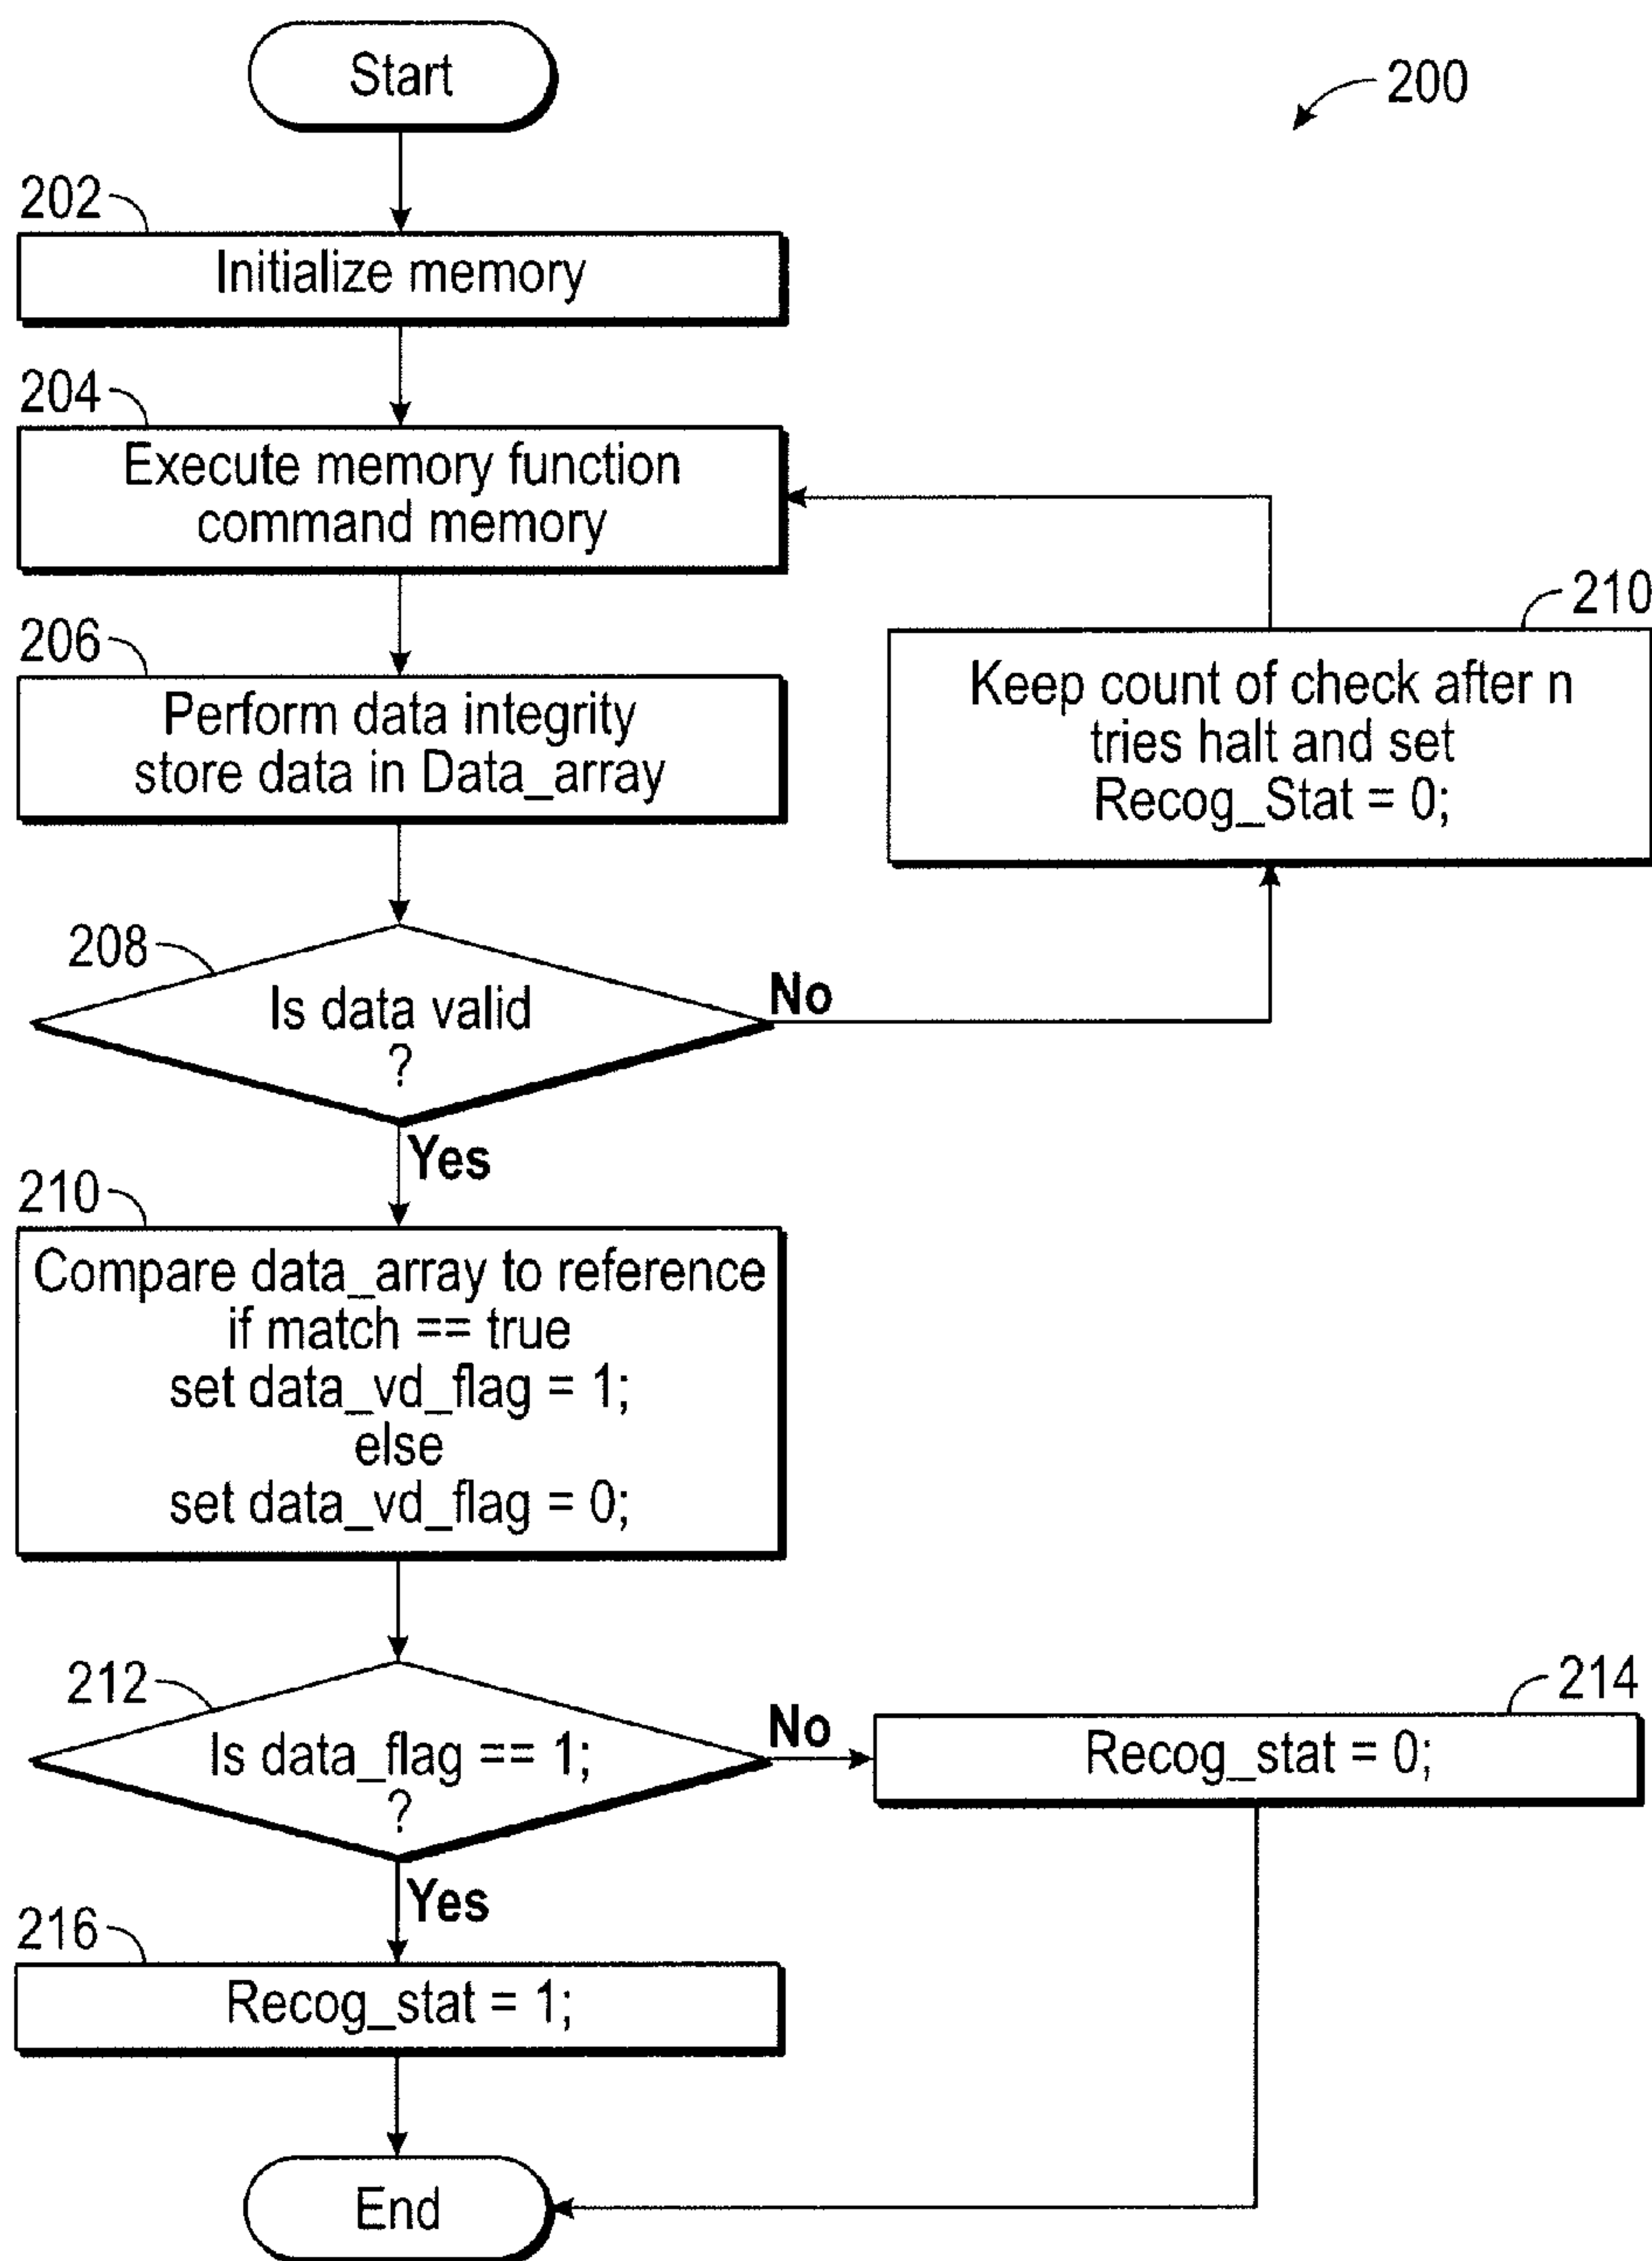 Start
200
202
Initialize memory
204
Execute memory function
command memory
210
Keep count of check after n
tries halt and set
Recog_Stat = 0;
206
Perform data integrity
store data in Data_array
208
Is data valid
?
No
Yes
210
Compare data_array to reference
if match == true
set data_vd_flag = 1;
else
set data_vd_flag = 0;
212
Is data_flag == 1;
?
No
214
Recog_stat = 0;
Yes
216
Recog_stat = 1;
End